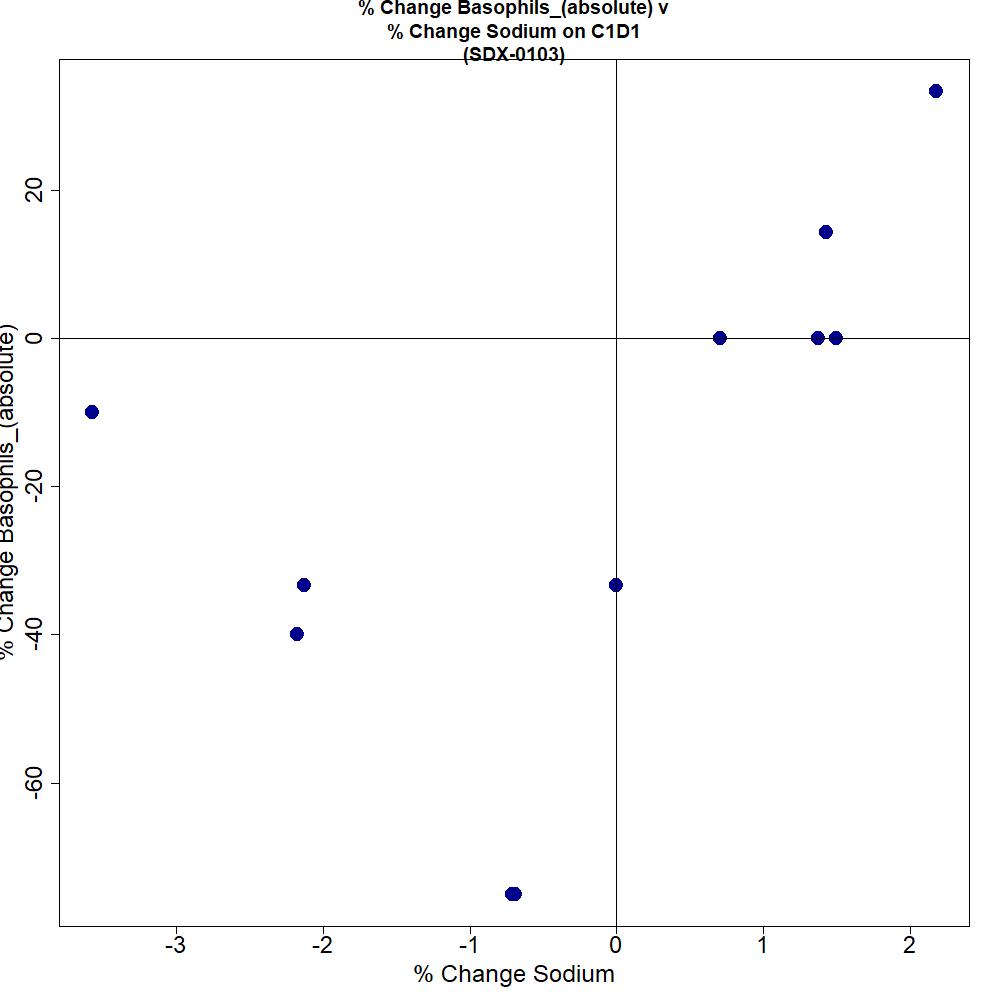 % Change Basophils_(absolute) v
% Change Sodium on C1D1
(SDX-0103)
% Change Basophils_(absolute)
20
0
-20
-40
-60
-3
-2
-1
0
1
2
% Change Sodium